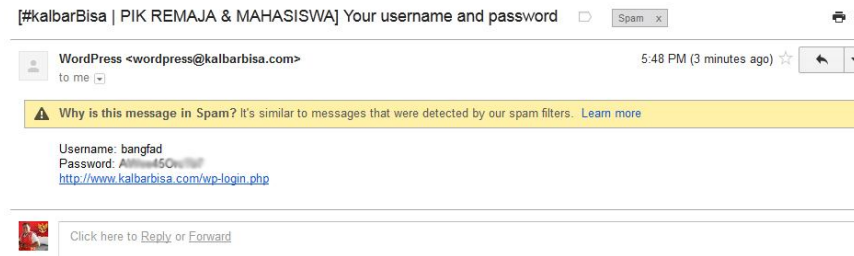 [#kalbarBisa | PIK REMAJA & MAHASISWA] Your username and password Spam x
WordPress <wordpress@kalbarbisa.com> 5:48 PM (3 minutes ago)
to me
Why is this message in Spam? It's similar to messages that were detected by our spam filters. Learn more
Username: bangfad
Password:
http://www.kalbarbisa.com/wp-login.php
Click here to Reply or Forward